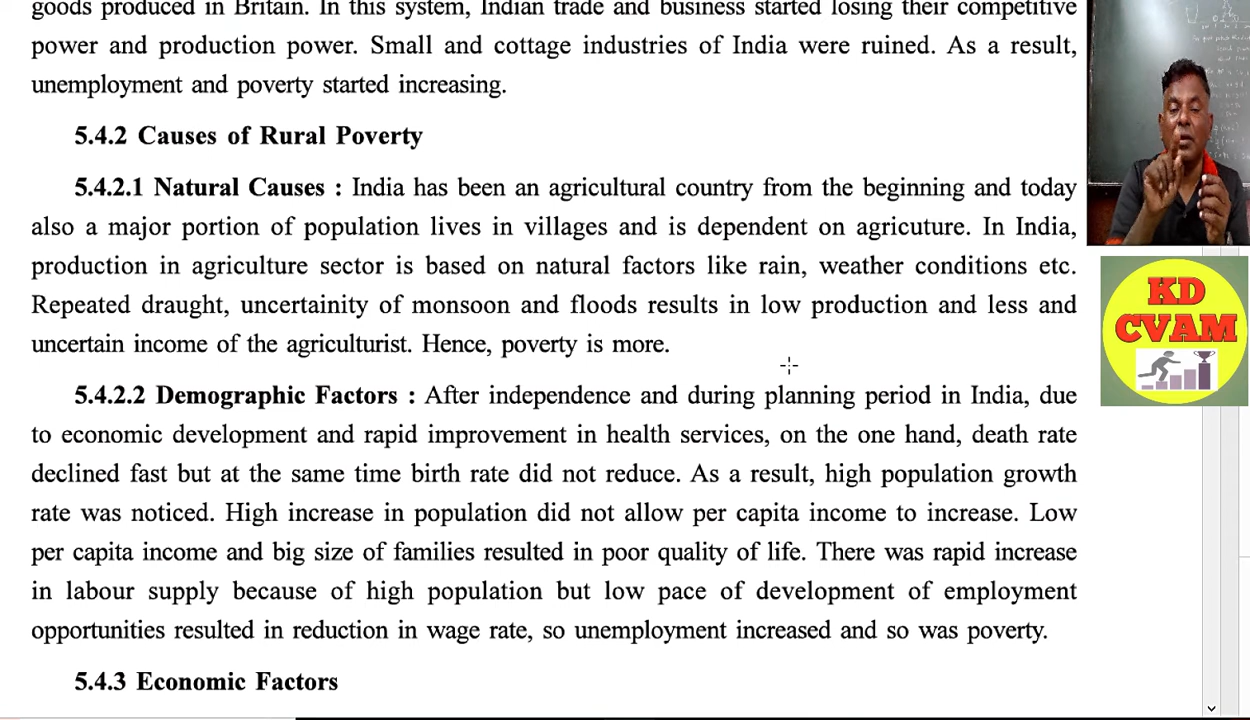 goods produced in Britain. In this system, Indian trade and business started losing their competitive
power and production power. Small and cottage industries of India were ruined. As a result,
unemployment and poverty started increasing.
5.4.2 Causes of Rural Poverty
5.4.2.1 Natural Causes : India has been an agricultural country from the beginning and today
also a major portion of population lives in villages and is dependent on agricuture. In India,
production in agriculture sector is based on natural factors like rain, weather conditions etc.
Repeated draught, uncertainity of monsoon and floods results in low production and less and
uncertain income of the agriculturist. Hence, poverty is more.
5.4.2.2 Demographic Factors : After independence and during planning period in India, due
to economic development and rapid improvement in health services, on the one hand, death rate
declined fast but at the same time birth rate did not reduce. As a result, high population growth
rate was noticed. High increase in population did not allow per capita income to increase. Low
per capita income and big size of families resulted in poor quality of life. There was rapid increase
in labour supply because of high population but low pace of development of employment
opportunities resulted in reduction in wage rate, so unemployment increased and so was poverty.
5.4.3 Economic Factors
KD
CVAM